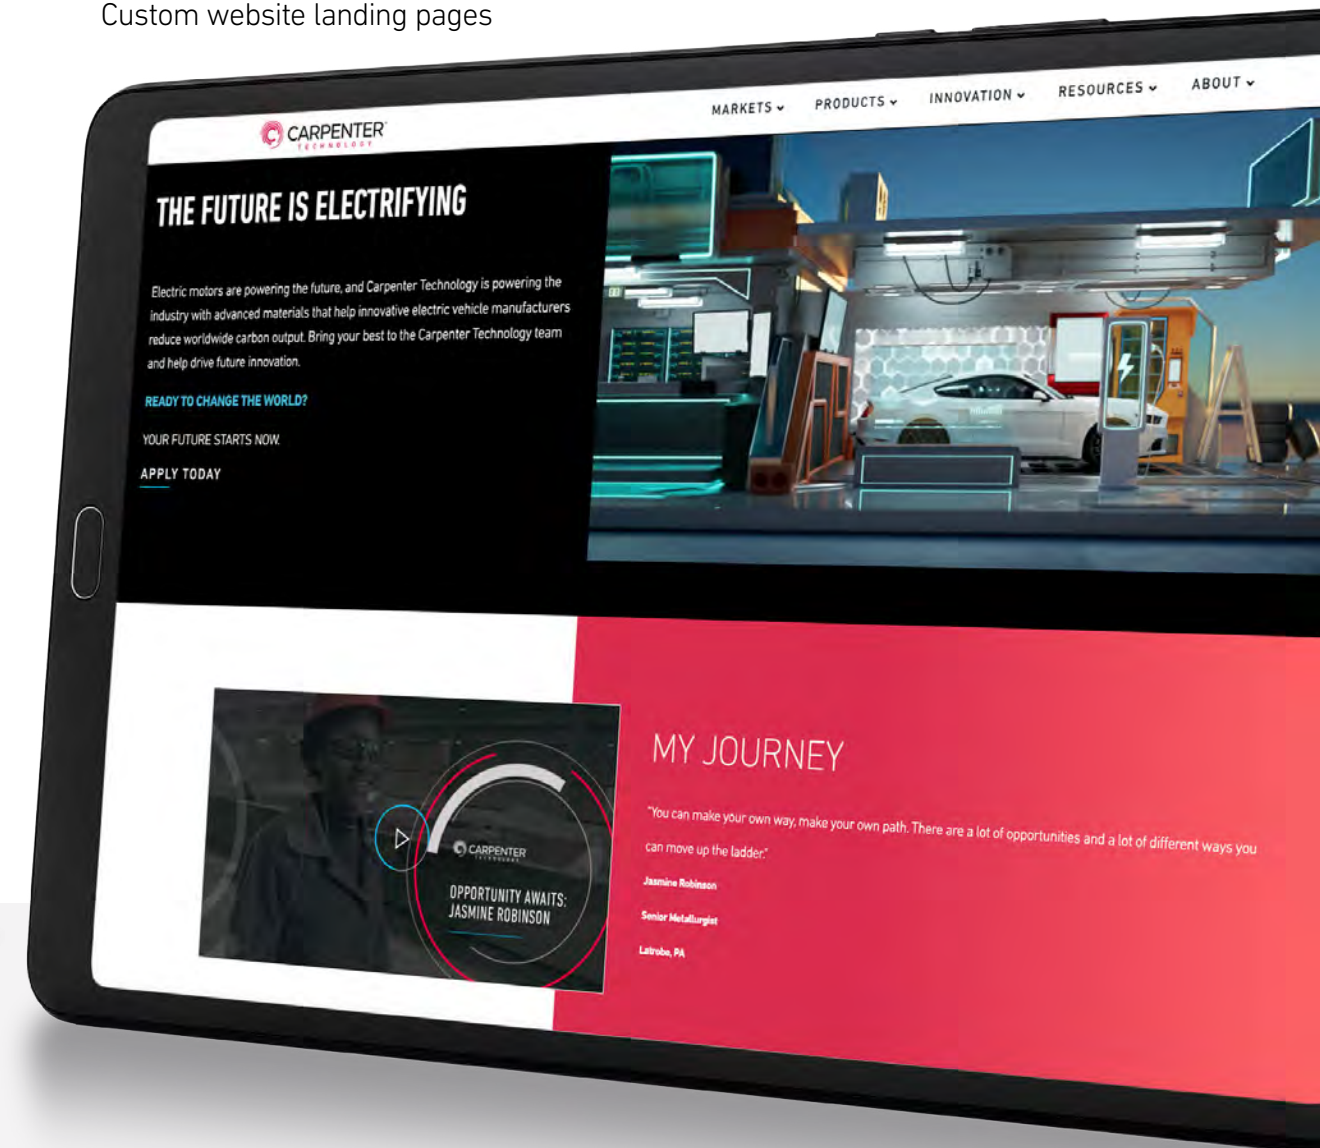 Custom website landing pages
CARPENTER
TECHNOLOGY
MARKETS
PRODUCTS
INNOVATION
RESOURCES
ABOUT
THE FUTURE IS ELECTRIFYING
Electric motors are powering the future, and Carpenter Technology is powering the
industry with advanced materials that help innovative electric vehicle manufacturers
reduce worldwide carbon output. Bring your best to the Carpenter Technology team
and help drive future innovation.
READY TO CHANGE THE WORLD?
YOUR FUTURE STARTS NOW.
APPLY TODAY
CARPENTER
TECHNOLOGY
OPPORTUNITY AWAITS:
JASMINE ROBINSON
MY JOURNEY
"You can make your own way, make your own path. There are a lot of opportunities and a lot of different ways you
can move up the ladder."
Jasmine Robinson
Senior Metallurgist
Latrobe, PA